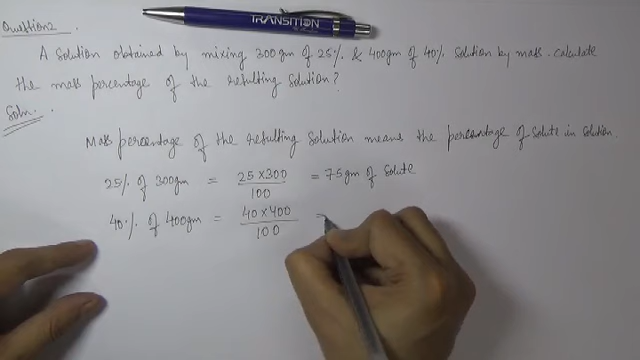 Question 2
TRANSITION
A Solution obtained by mixing 300gm of 25% & 400gm of 40% Solution by mass. calculate
the mass percentage of the resulting Solution?
Soln.
Mass percentage of the resulting Solution means the percentage of Solute in Solution.
25% of 300gm = 25×300/100 = 75gm of Solute
40% of 400gm = 40×400/100 =